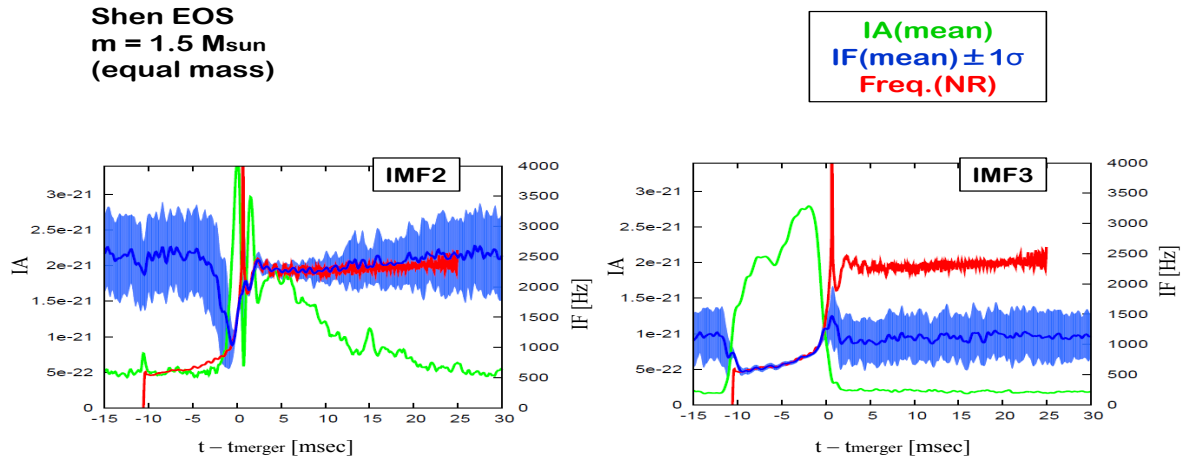 Shen EOS
m = 1.5 Msun
(equal mass)
IA(mean)
IF(mean) ± 1σ
Freq.(NR)
IMF2
IA
3e-21
2.5e-21
2e-21
1.5e-21
1e-21
5e-22
0
4000
3500
3000
2500
2000
1500
1000
500
0
IF [Hz]
-15 -10 -5 0 5 10 15 20 25 30
t – tmerger [msec]
IMF3
IA
3e-21
2.5e-21
2e-21
1.5e-21
1e-21
5e-22
0
4000
3500
3000
2500
2000
1500
1000
500
0
IF [Hz]
-15 -10 -5 0 5 10 15 20 25 30
t – tmerger [msec]